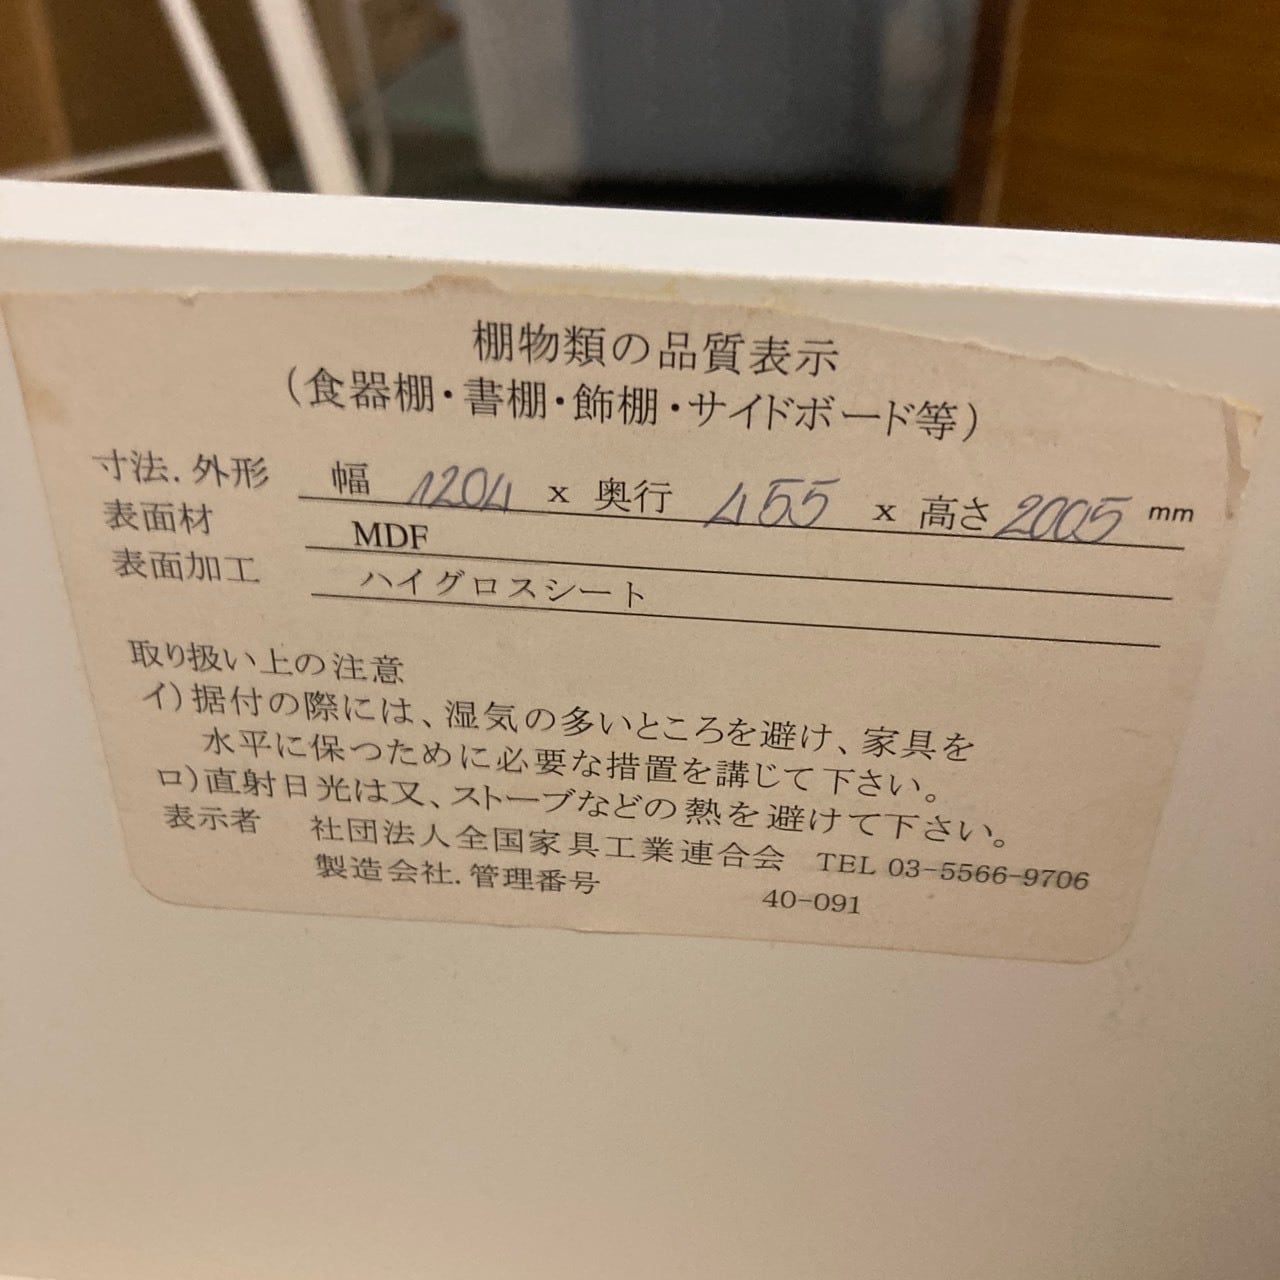 棚物類の品質表示
(食器棚・書棚・飾棚・サイドボード等)
寸法.外形 幅 1204 x 奥行 455 x 高さ 2005 mm
表面材 MDF
表面加工 ハイグロスシート
取り扱い上の注意
イ)据付の際には、湿気の多いところを避け、家具を
水平に保つために必要な措置を講じて下さい。
ロ)直射日光は又、ストーブなどの熱を避けて下さい。
表示者 社団法人全国家具工業連合会 TEL 03-5566-9706
製造会社.管理番号 40-091